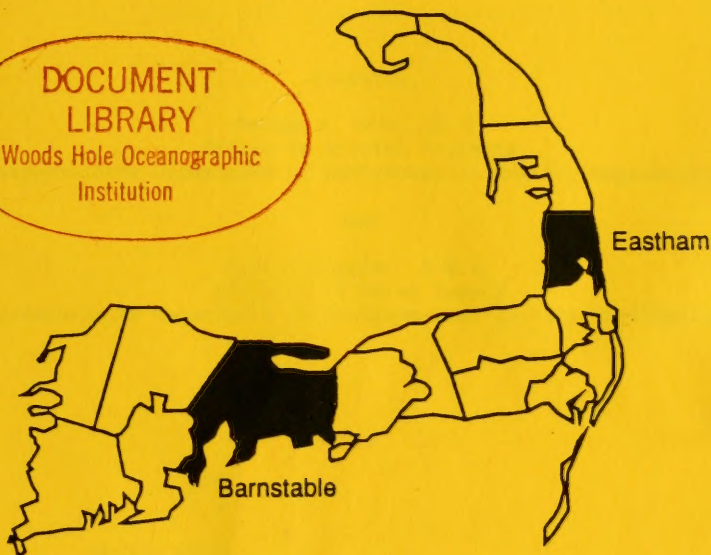 DOCUMENT
LIBRARY
Woods Hole Oceanographic
Institution
Eastham
Barnstable